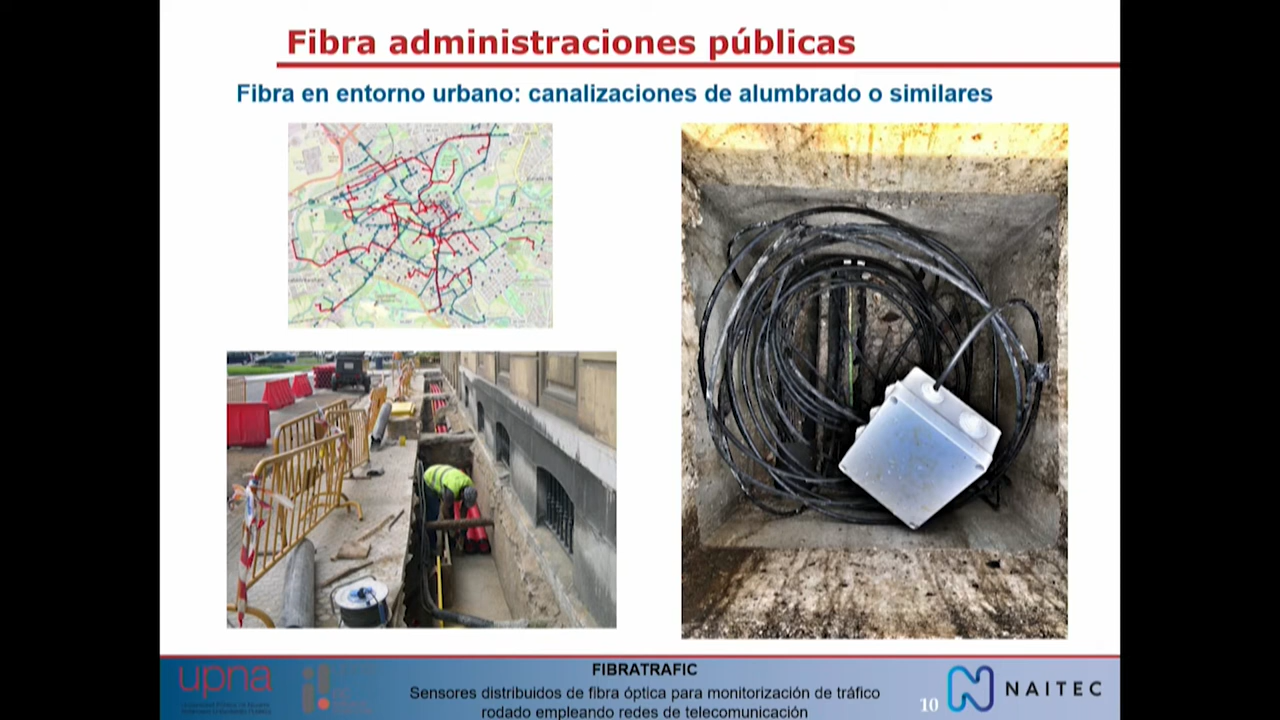 Fibra administraciones públicas
Fibra en entorno urbano: canalizaciones de alumbrado o similares
upna
FIBRATRAFIC
Sensores distribuidos de fibra óptica para monitorización de tráfico
rodado empleando redes de telecomunicación
10
NAITEC